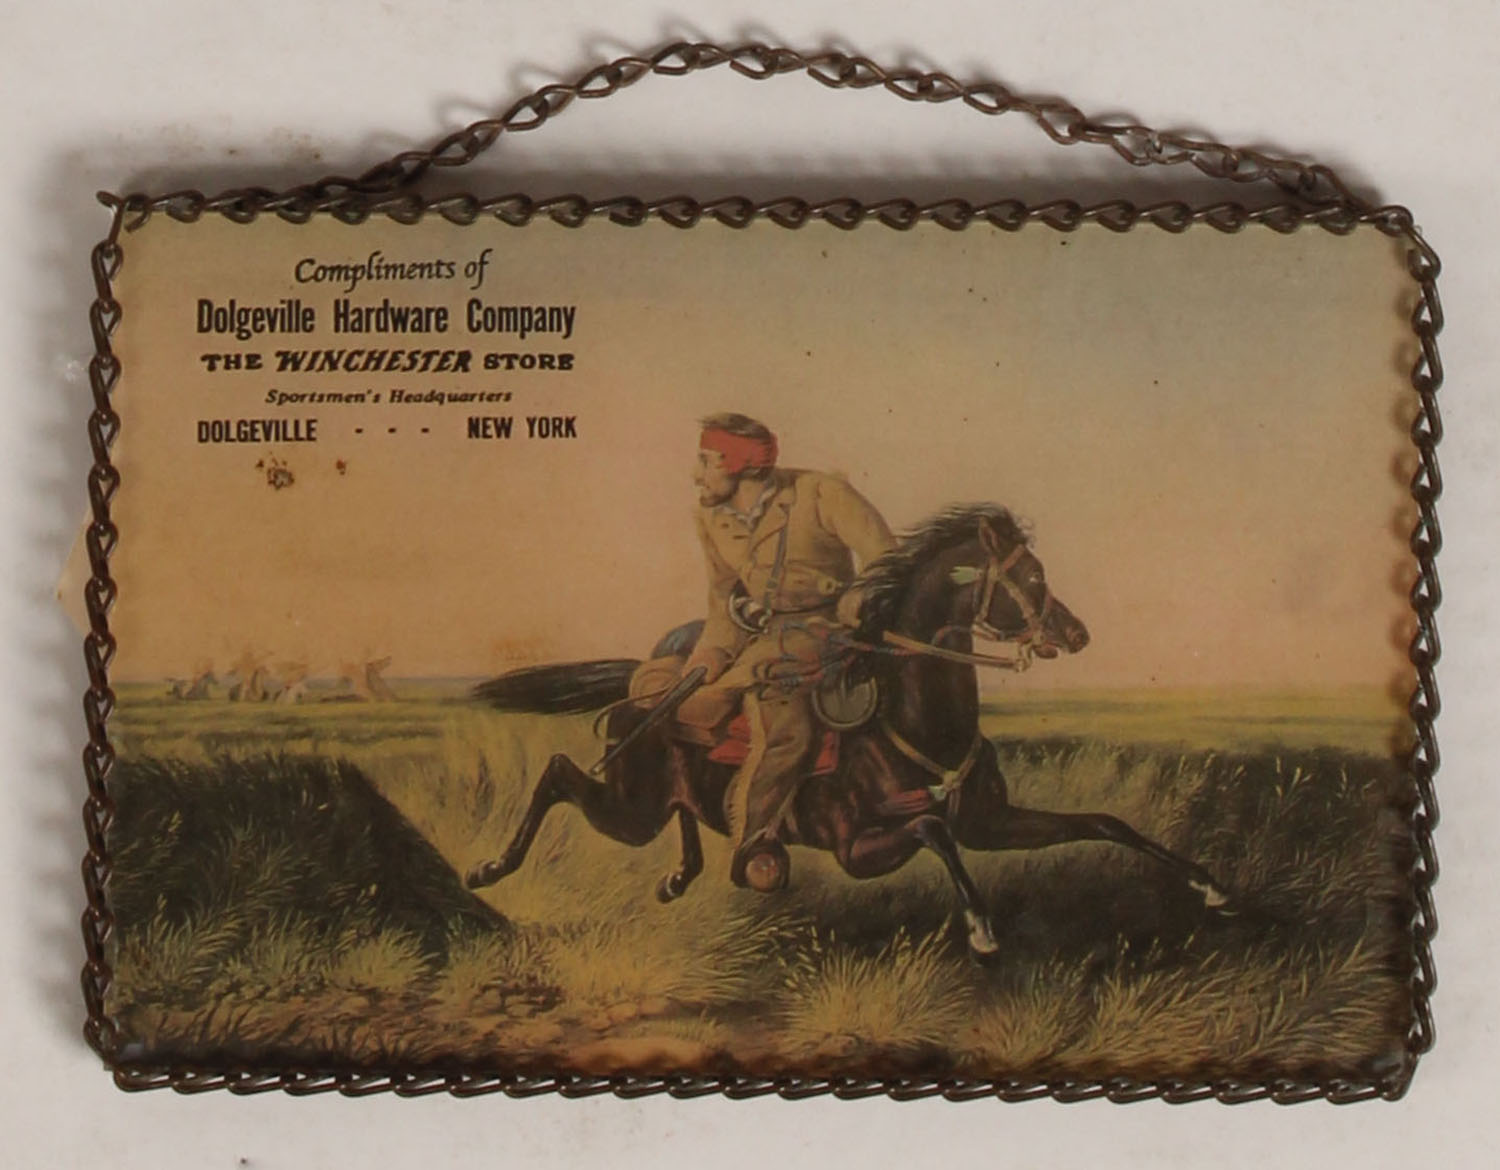 Compliments of
Dolgeville Hardware Company
THE WINCHESTER STORE
Sportsmen's Headquarters
DOLGEVILLE - - - NEW YORK